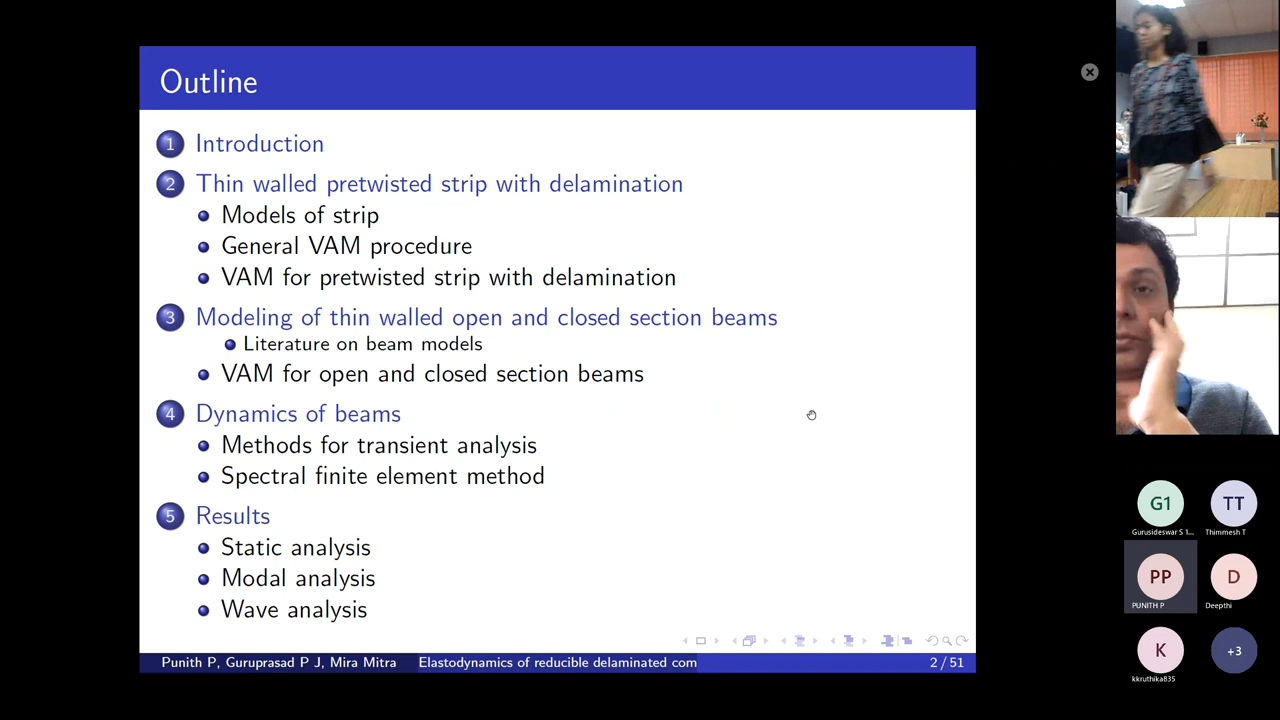 Outline
1 Introduction
2 Thin walled pretwisted strip with delamination
Models of strip
General VAM procedure
VAM for pretwisted strip with delamination
3 Modeling of thin walled open and closed section beams
Literature on beam models
VAM for open and closed section beams
4 Dynamics of beams
Methods for transient analysis
Spectral finite element method
5 Results
Static analysis
Modal analysis
Wave analysis
Punith P, Guruprasad P J, Mira Mitra
Elastodynamics of reducible delaminated com
2 / 51
G1
Gurusideswar S 1...
TT
Thimmesh T
PP
PUNITH P
D
Deepthi
K
kkruthika835
+3